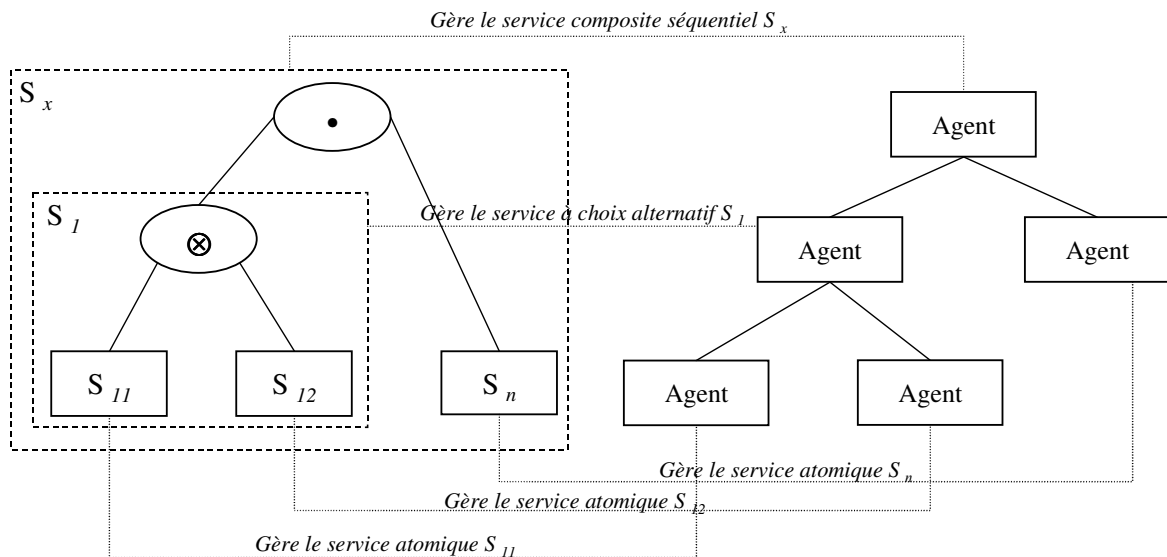 Gère le service composite séquentiel S x
S x
•
Agent
S 1
⊗
Gère le service à choix alternatif S 1
Agent
Agent
S 11
S 12
S n
Agent
Agent
Gère le service atomique S n
Gère le service atomique S 12
Gère le service atomique S 11